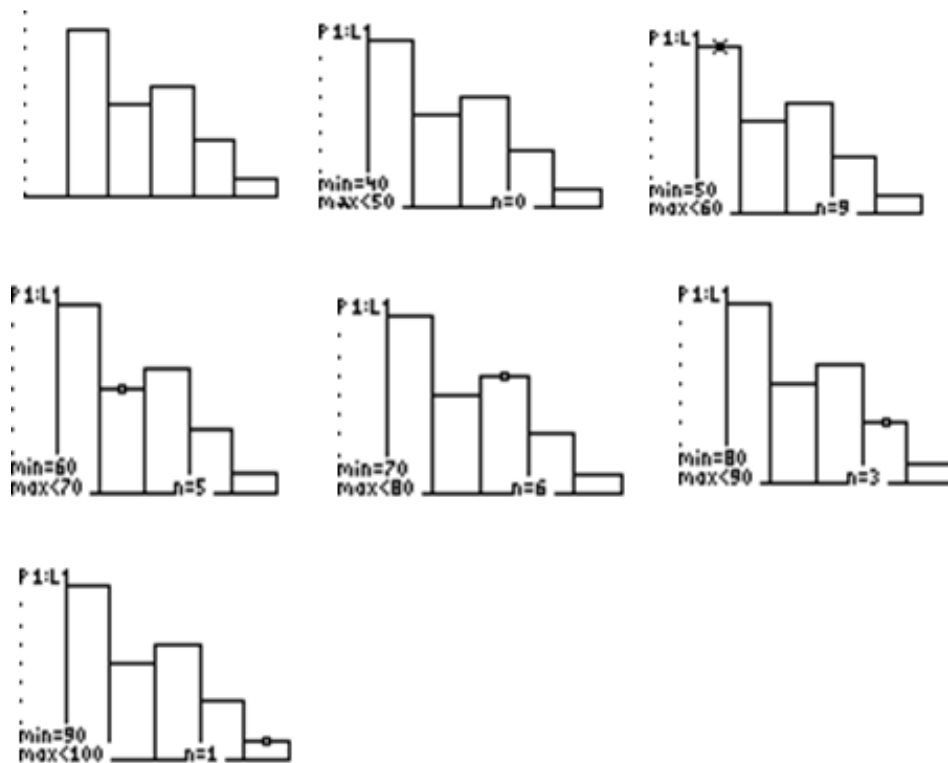 P1:L1
min=40
max<50 n=0
P1:L1
min=50
max<60 n=9
P1:L1
min=60
max<70 n=5
P1:L1
min=70
max<80 n=6
P1:L1
min=80
max<90 n=3
P1:L1
min=90
max<100 n=1